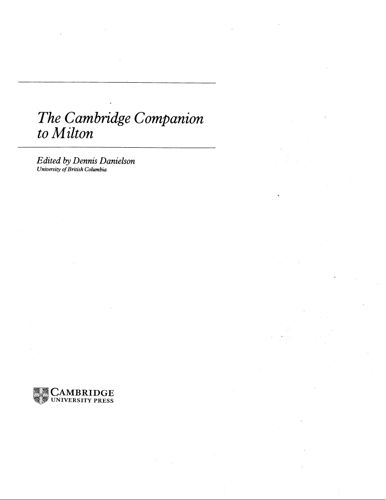 The Cambridge Companion
to Milton
Edited by Dennis Danielson
University of British Columbia
CAMBRIDGE
UNIVERSITY PRESS